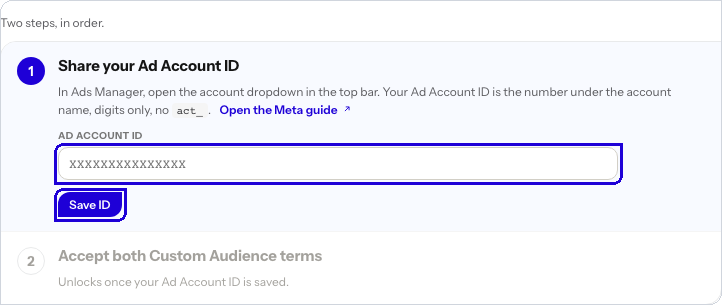 Two steps, in order.
1
Share your Ad Account ID
In Ads Manager, open the account dropdown in the top bar. Your Ad Account ID is the number under the account
name, digits only, no act_ . Open the Meta guide ↗
AD ACCOUNT ID
XXXXXXXXXXXXXXX
Save ID
2
Accept both Custom Audience terms
Unlocks once your Ad Account ID is saved.